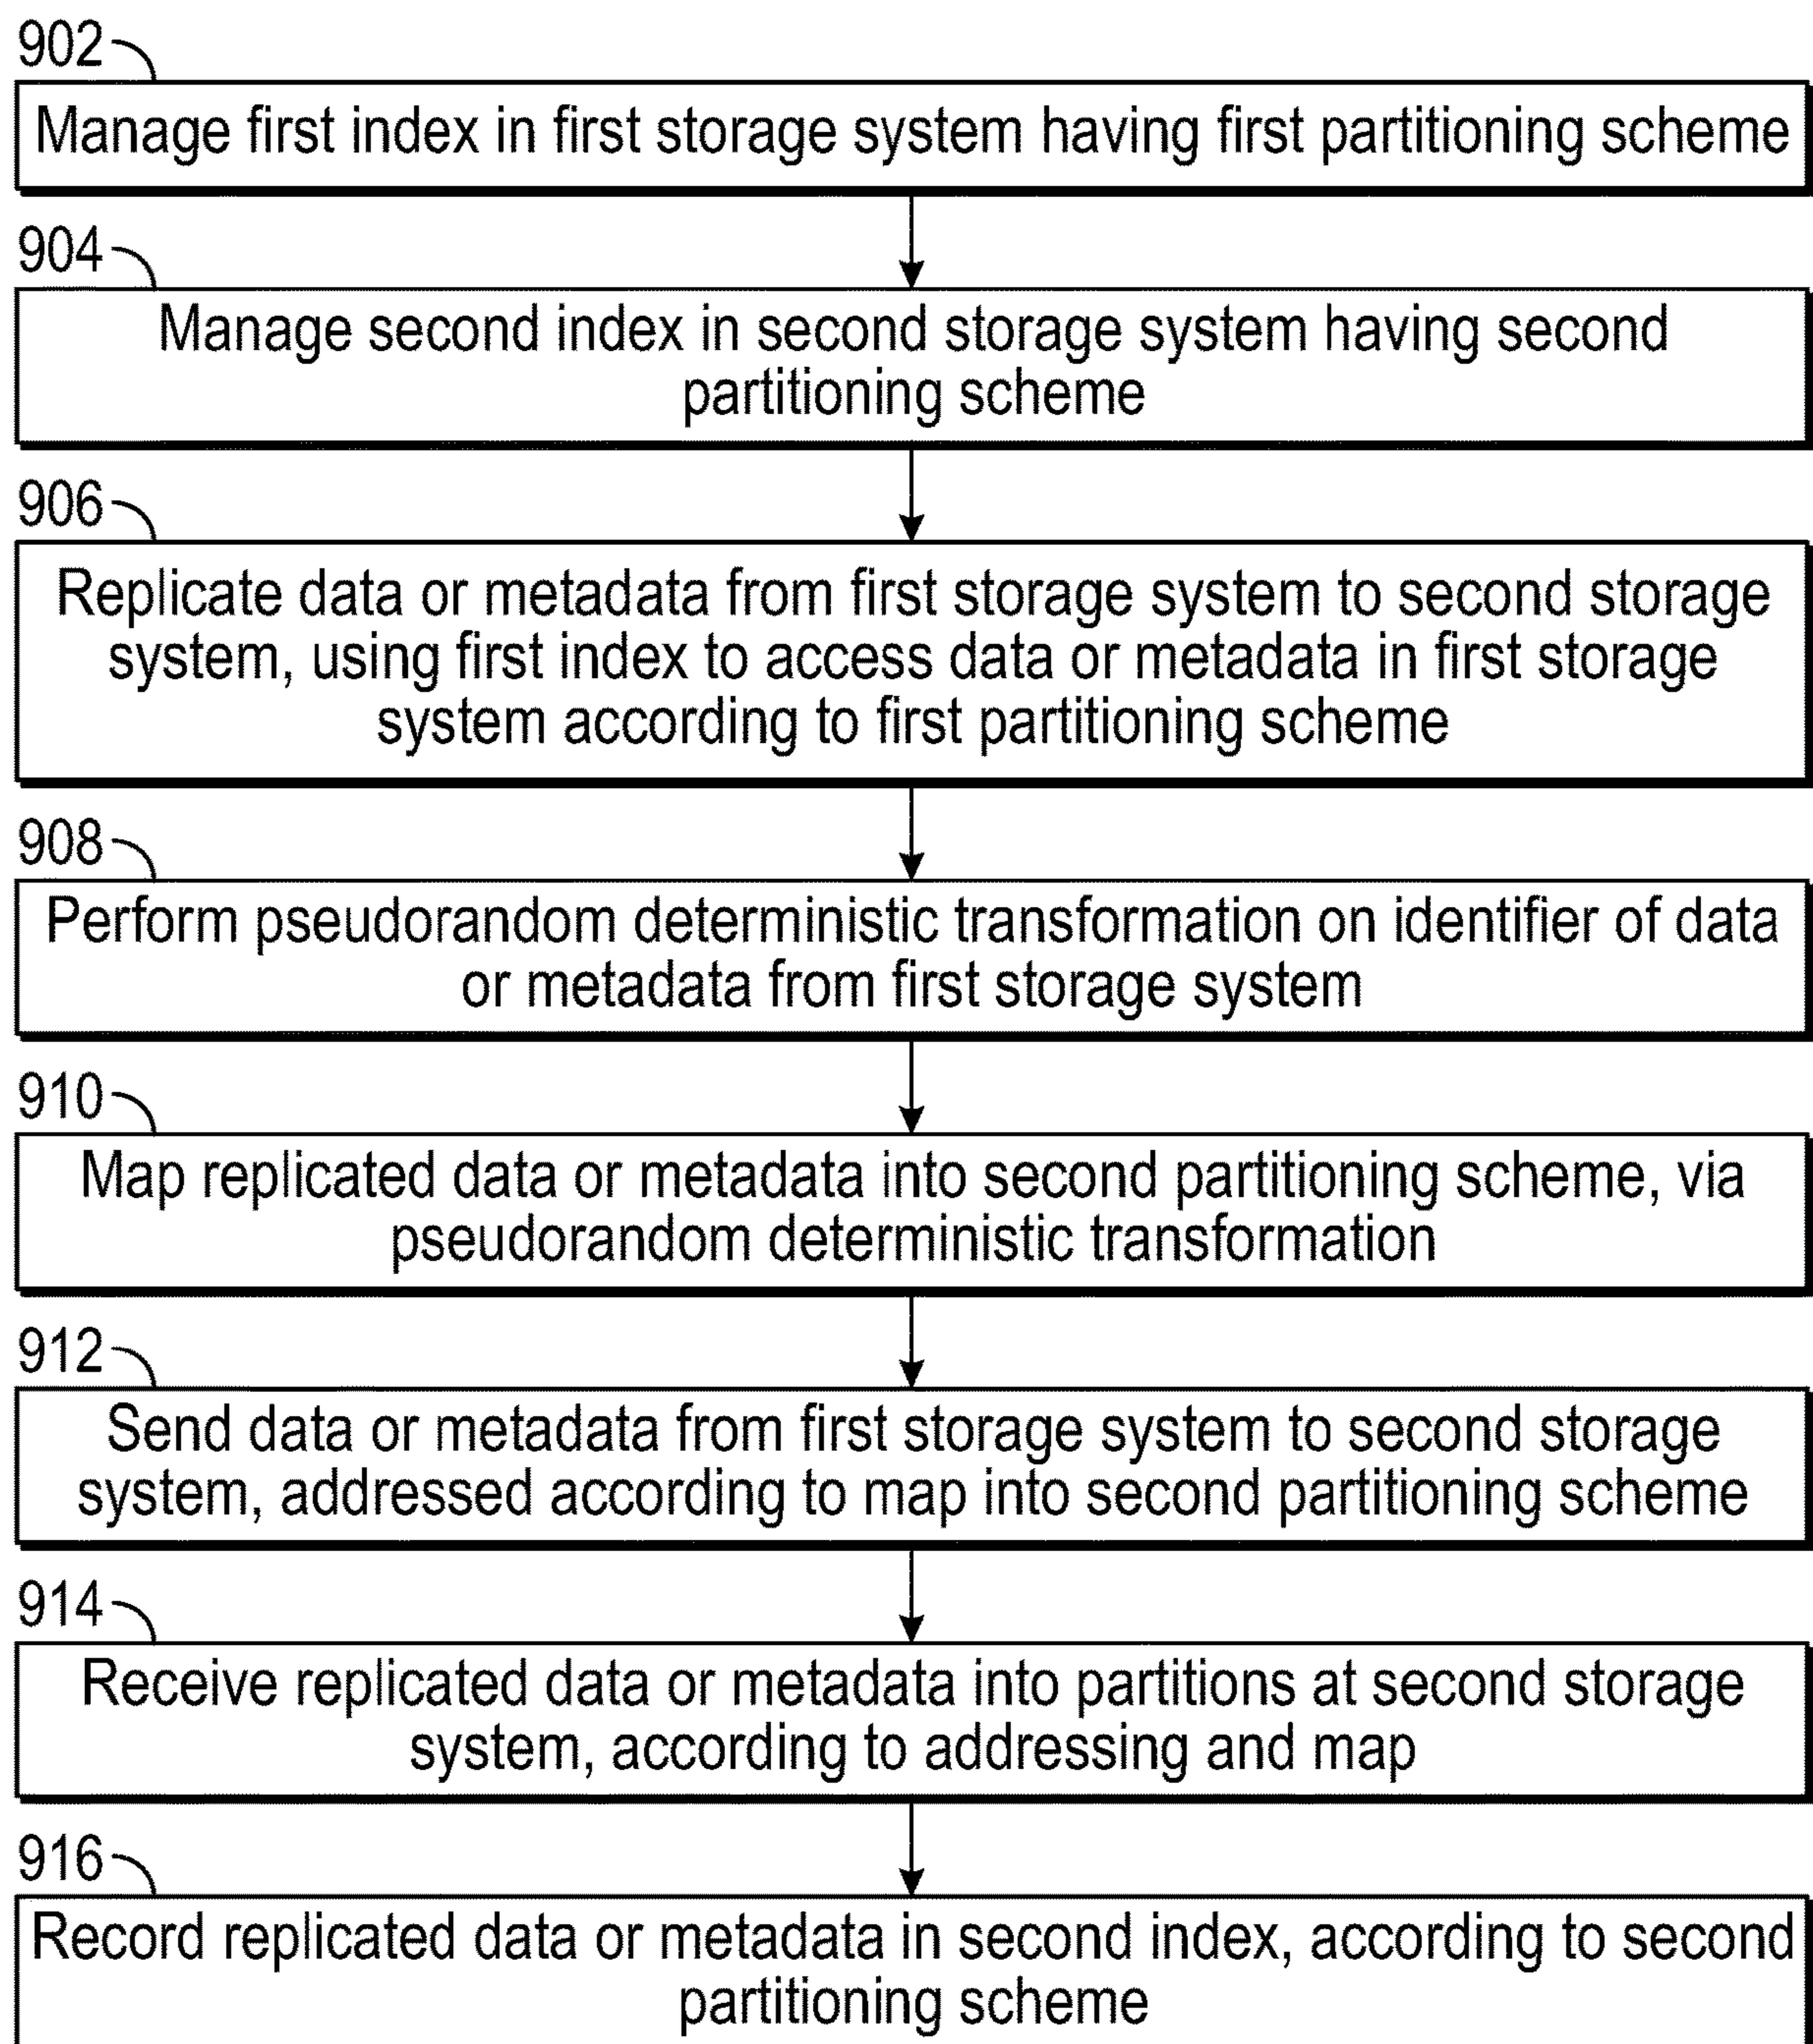 902
Manage first index in first storage system having first partitioning scheme
904
Manage second index in second storage system having second
partitioning scheme
906
Replicate data or metadata from first storage system to second storage
system, using first index to access data or metadata in first storage
system according to first partitioning scheme
908
Perform pseudorandom deterministic transformation on identifier of data
or metadata from first storage system
910
Map replicated data or metadata into second partitioning scheme, via
pseudorandom deterministic transformation
912
Send data or metadata from first storage system to second storage
system, addressed according to map into second partitioning scheme
914
Receive replicated data or metadata into partitions at second storage
system, according to addressing and map
916
Record replicated data or metadata in second index, according to second
partitioning scheme